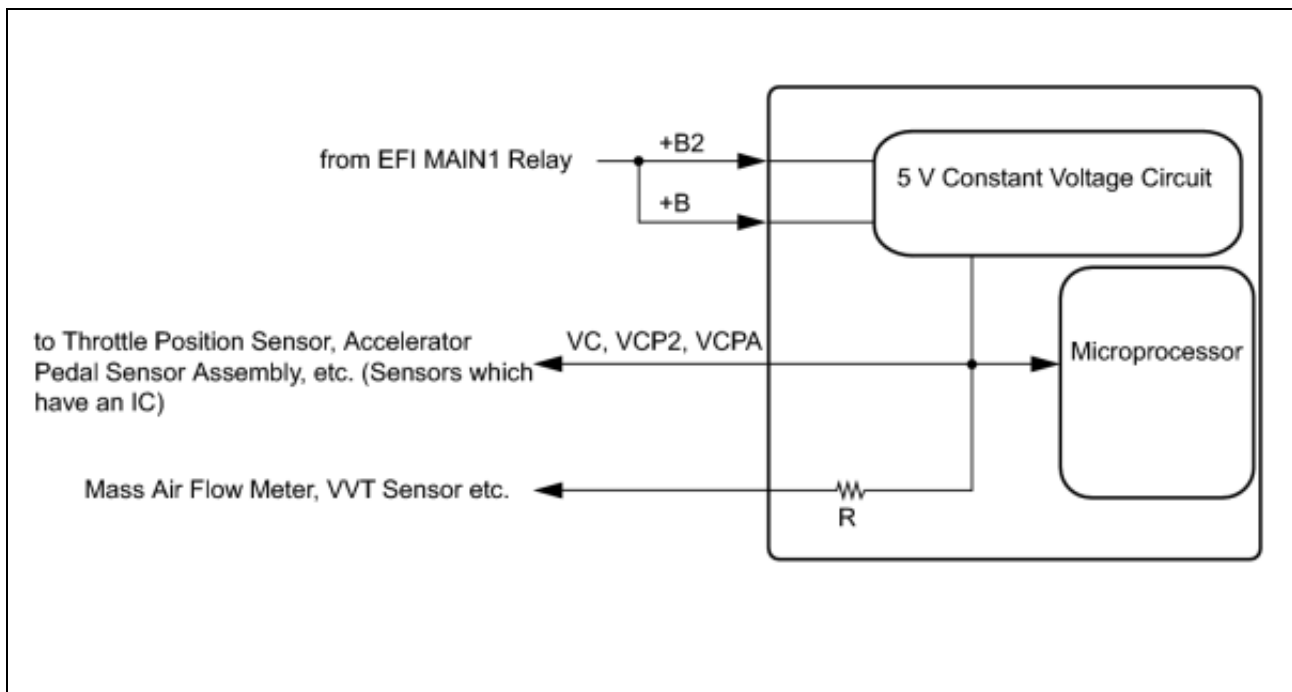 +B2
from EFI MAIN1 Relay
5 V Constant Voltage Circuit
+B
to Throttle Position Sensor, Accelerator
Pedal Sensor Assembly, etc. (Sensors which
have an IC)
VC, VCP2, VCPA
Microprocessor
Mass Air Flow Meter, VVT Sensor etc.
R